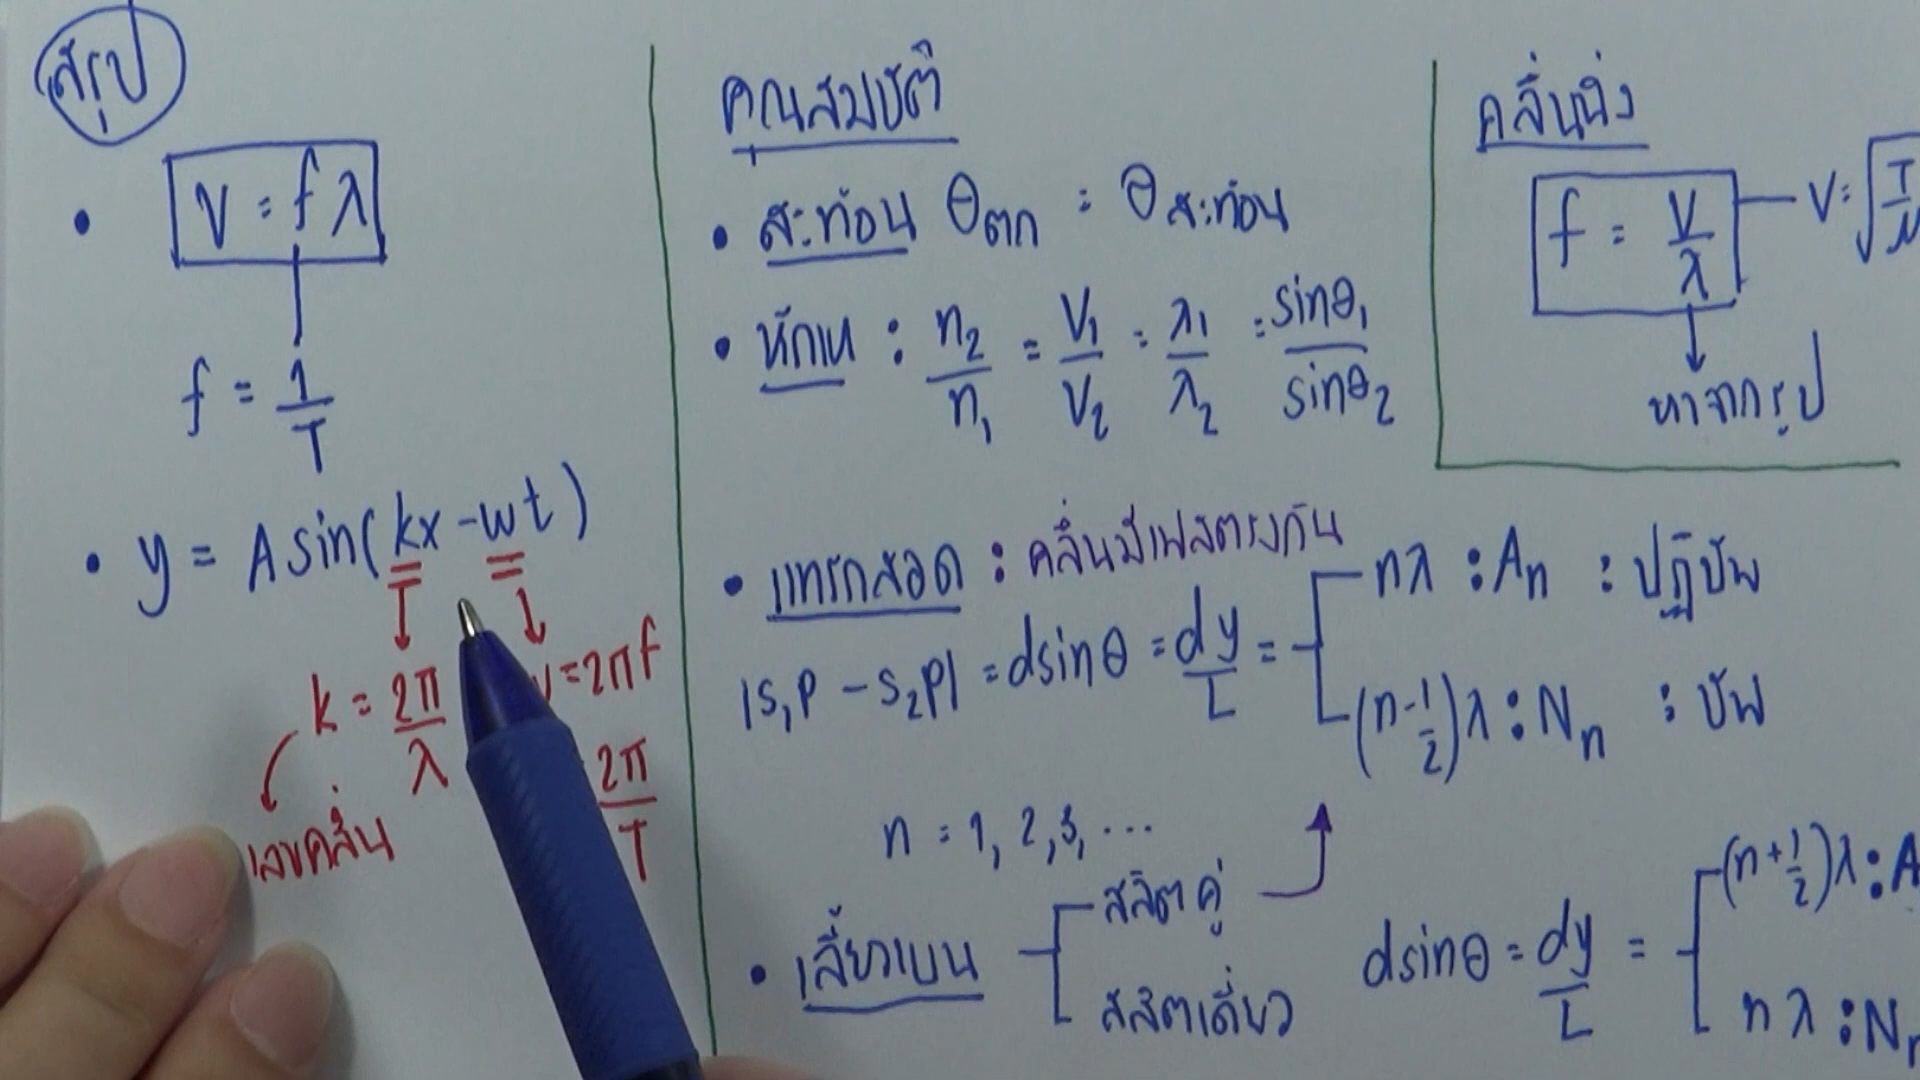 สรุป
• V = fλ
f = 1/T
• y = A sin(kx - ωt)
k = 2π/λ
= 2πf
2π/T
เลขคลื่น
คุณสมบัติ
• สะท้อน θตก = θสะท้อน
• หักเห : n₂/n₁ = V₁/V₂ = λ₁/λ₂ = sinθ₁/sinθ₂
• แทรกสอด : คลื่นมีเฟสตรงกัน
|S₁P - S₂P| = dsinθ = dy/L =
nλ : Aₙ : ปฏิบัพ
(n-1/2)λ : Nₙ : บัพ
n = 1, 2, 3, ...
• เลี้ยวเบน
สลิตคู่
สลิตเดี่ยว
dsinθ = dy/L =
(n+1/2)λ : A
nλ : Nₙ
คลื่นนิ่ง
f = V/λ
V = √T/μ
หาจากรูป